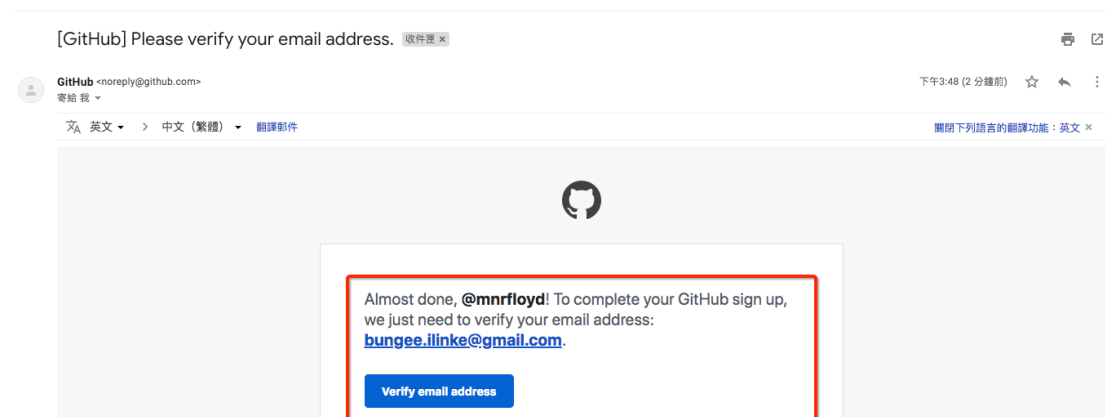 [GitHub] Please verify your email address. 收件匣 ×
GitHub <noreply@github.com>
下午3:48 (2 分鐘前)
寄給 我
英文 > 中文（繁體） 翻譯郵件
關閉下列語言的翻譯功能：英文 ×
Almost done, @mnrfloyd! To complete your GitHub sign up,
we just need to verify your email address:
bungee.ilinke@gmail.com.
Verify email address